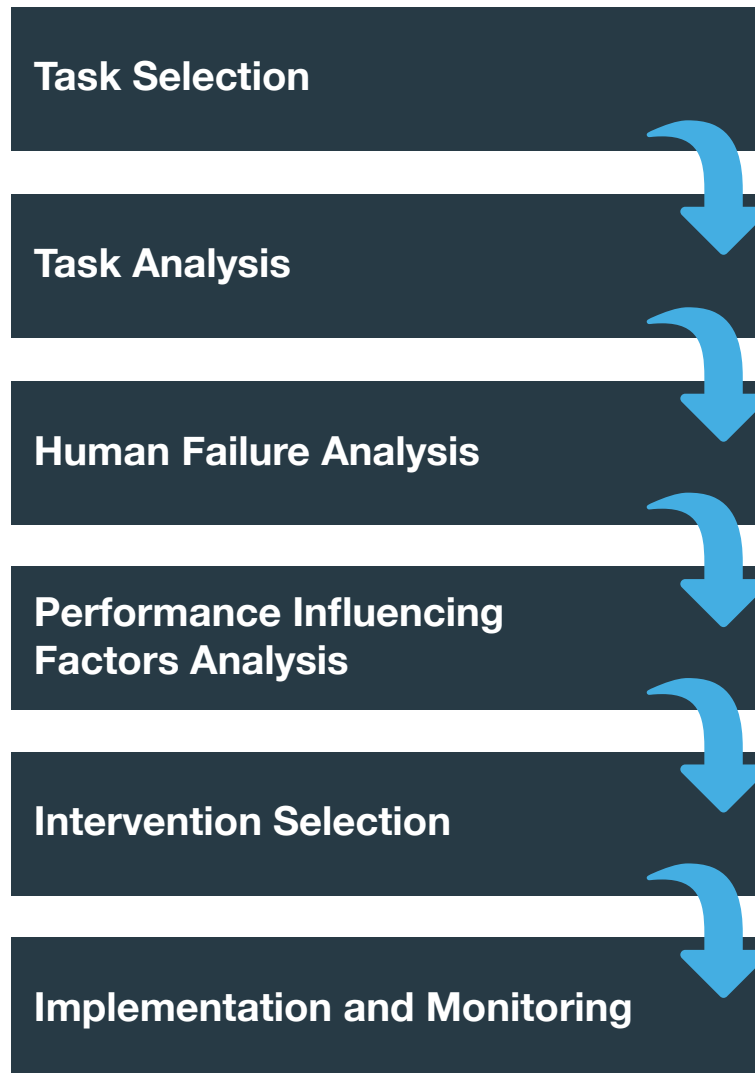 Task Selection
Task Analysis
Human Failure Analysis
Performance Influencing
Factors Analysis
Intervention Selection
Implementation and Monitoring